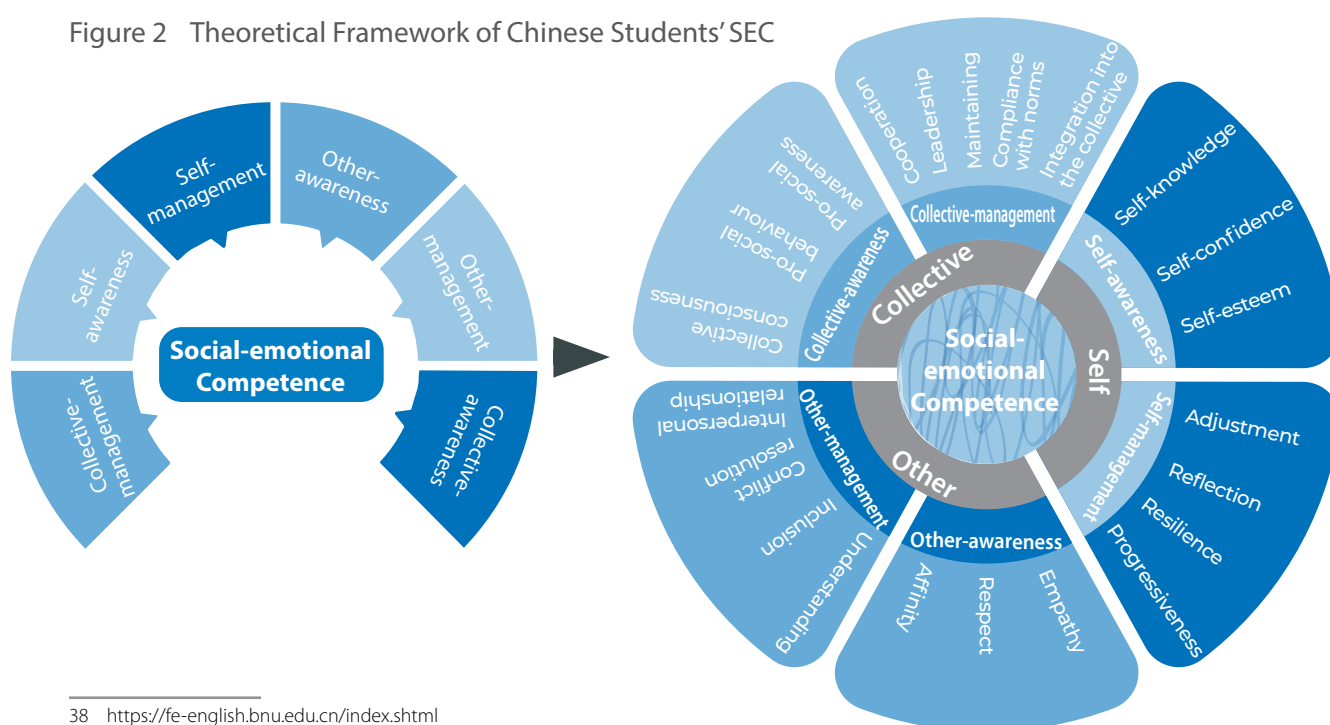 Figure 2 Theoretical Framework of Chinese Students' SEC
Collective-
management
Self-
awareness
Self-
management
Other-
awareness
Other-
management
Collective-
awareness
Social-emotional
Competence
Social-
emotional
Competence
Collective
Self
Other
Collective-management
Cooperation
Leadership
Maintaining
Compliance
with norms
Integration into
the collective
Self-awareness
Self-knowledge
Self-confidence
Self-esteem
Self-management
Adjustment
Reflection
Resilience
Progressiveness
Other-awareness
Empathy
Respect
Affinity
Other-management
Understanding
Inclusion
Conflict
resolution
Interpersonal
relationship
Collective-awareness
Collective
consciousness
Pro-social
behaviour
Pro-social
awareness
38 https://fe-english.bnu.edu.cn/index.shtml